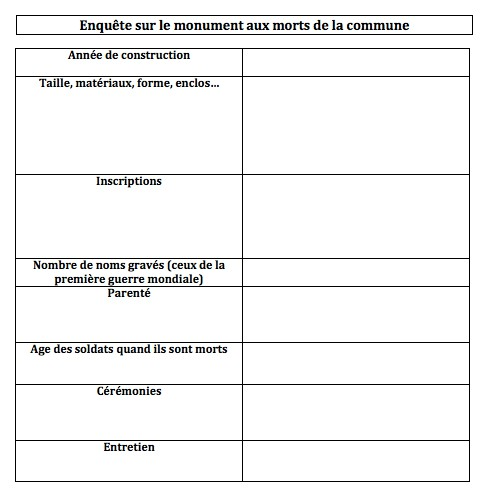 Enquête sur le monument aux morts de la commune
Année de construction
Taille, matériaux, forme, enclos…
Inscriptions
Nombre de noms gravés (ceux de la
première guerre mondiale)
Parenté
Age des soldats quand ils sont morts
Cérémonies
Entretien